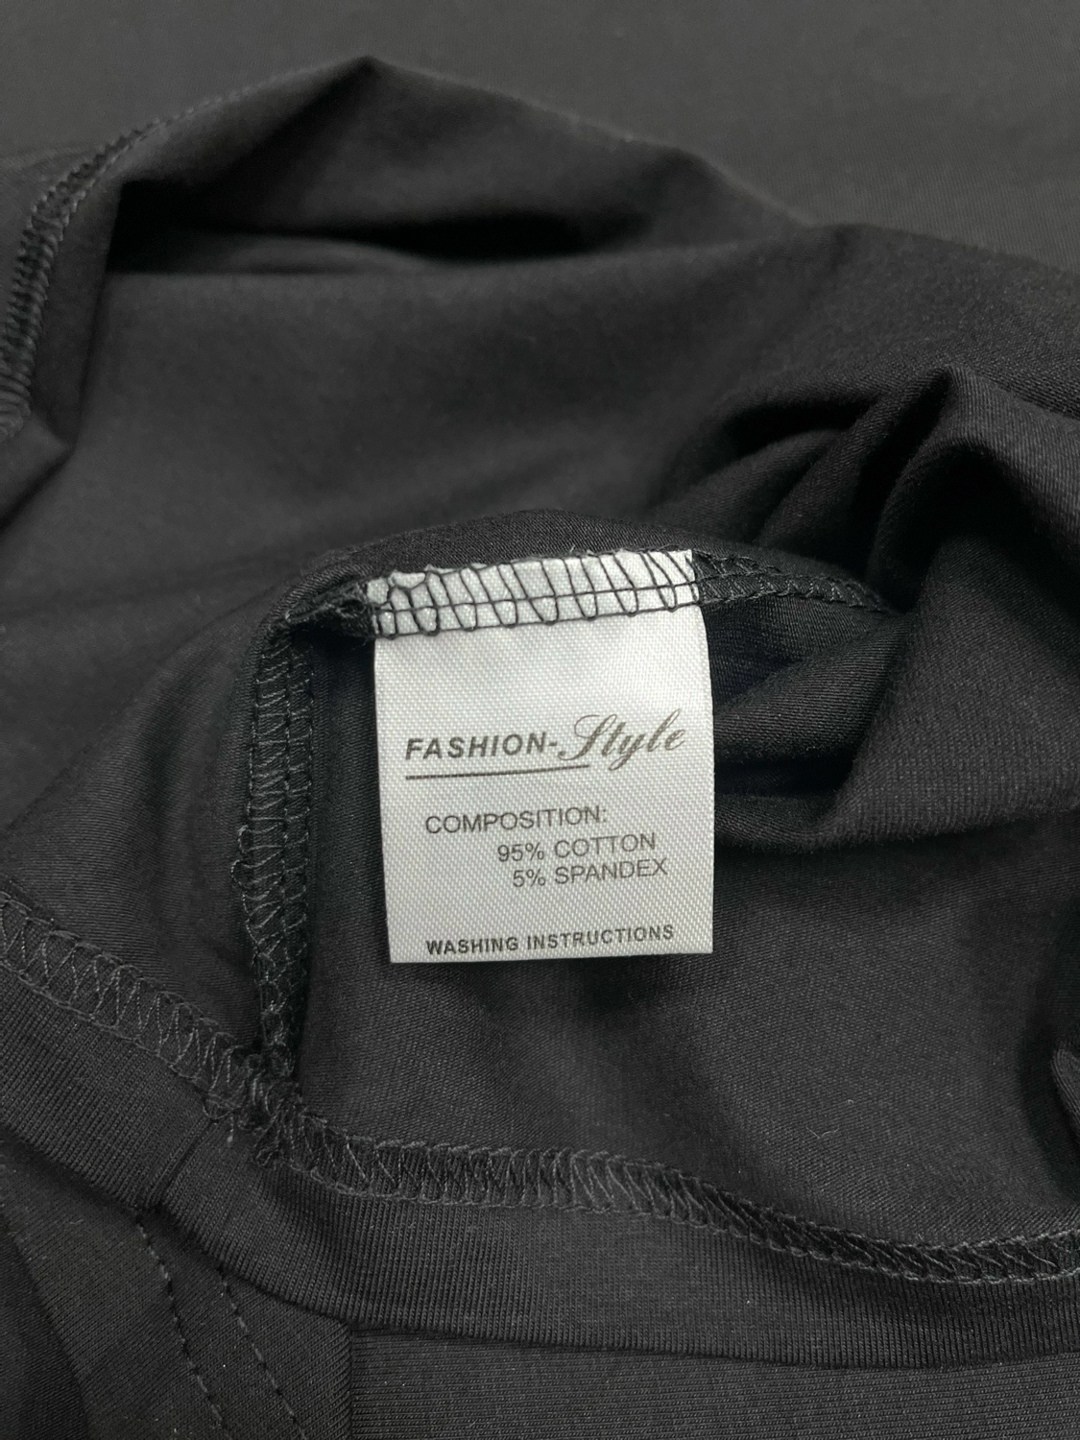 FASHION-Style
COMPOSITION:
95% COTTON
5% SPANDEX
WASHING INSTRUCTIONS